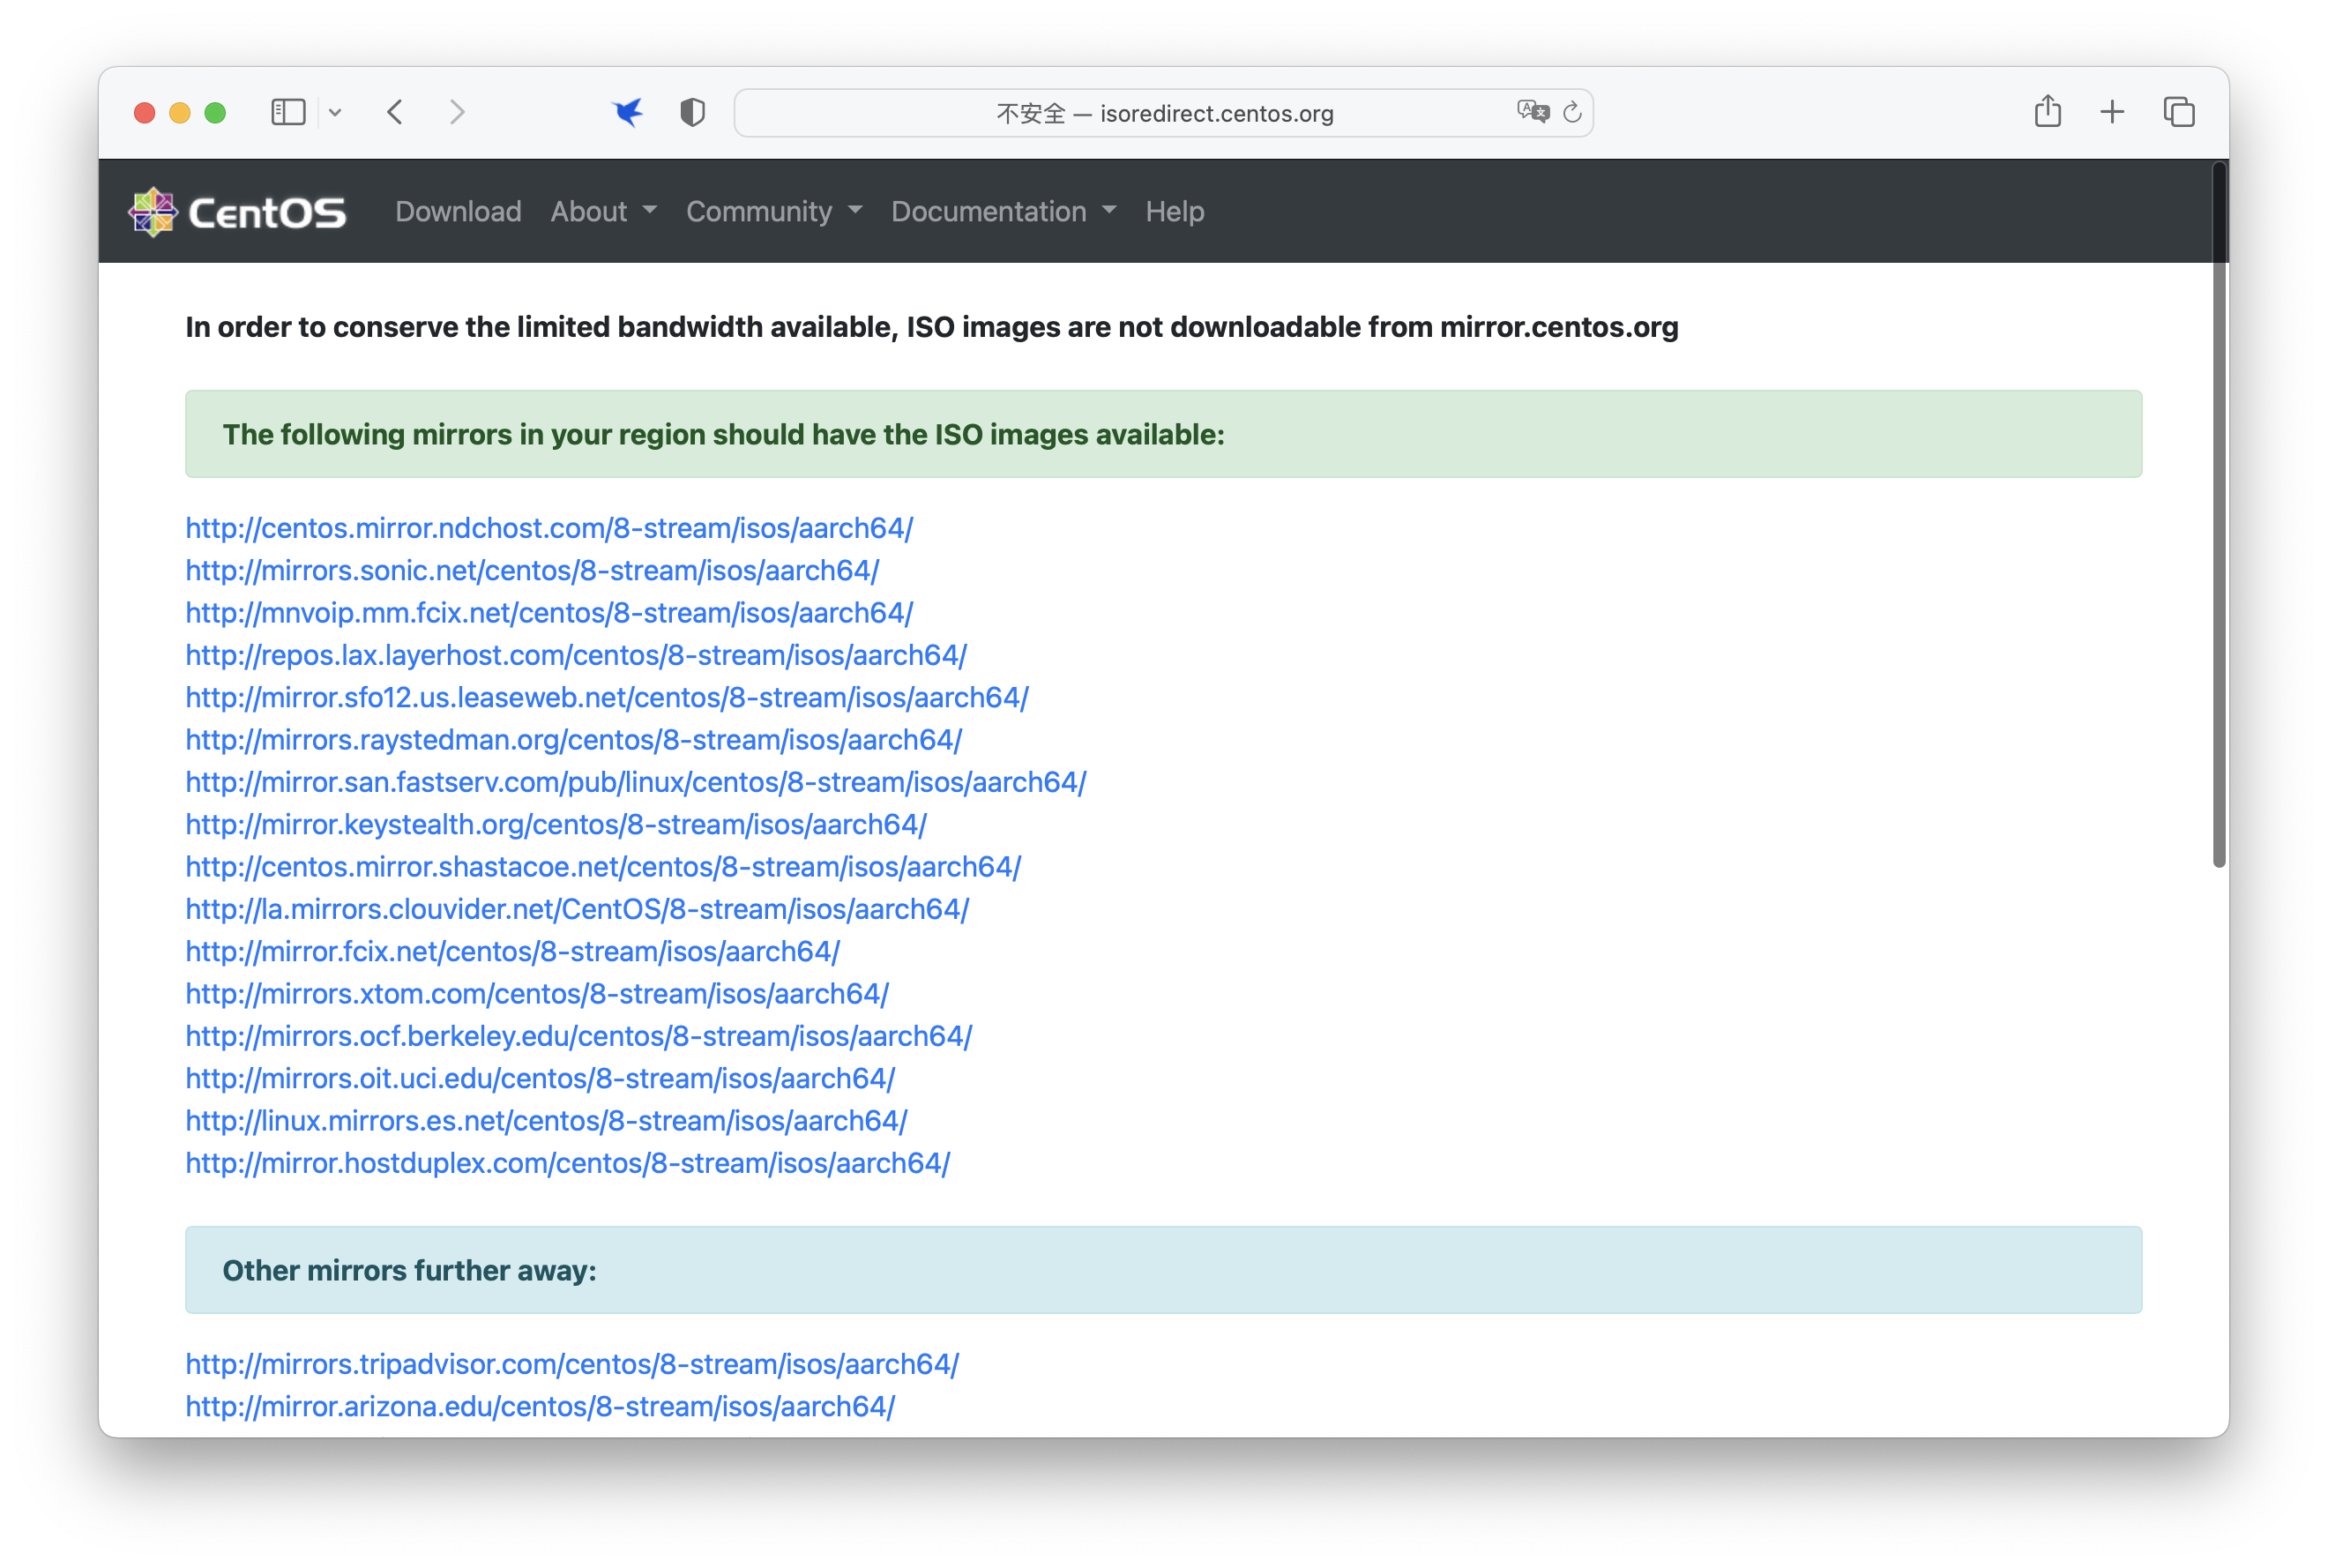 不安全 — isoredirect.centos.org
CentOS Download About Community Documentation Help
In order to conserve the limited bandwidth available, ISO images are not downloadable from mirror.centos.org
The following mirrors in your region should have the ISO images available:
http://centos.mirror.ndchost.com/8-stream/isos/aarch64/
http://mirrors.sonic.net/centos/8-stream/isos/aarch64/
http://mnvoip.mm.fcix.net/centos/8-stream/isos/aarch64/
http://repos.lax.layerhost.com/centos/8-stream/isos/aarch64/
http://mirror.sfo12.us.leaseweb.net/centos/8-stream/isos/aarch64/
http://mirrors.raystedman.org/centos/8-stream/isos/aarch64/
http://mirror.san.fastserv.com/pub/linux/centos/8-stream/isos/aarch64/
http://mirror.keystealth.org/centos/8-stream/isos/aarch64/
http://centos.mirror.shastacoe.net/centos/8-stream/isos/aarch64/
http://la.mirrors.clouvider.net/CentOS/8-stream/isos/aarch64/
http://mirror.fcix.net/centos/8-stream/isos/aarch64/
http://mirrors.xtom.com/centos/8-stream/isos/aarch64/
http://mirrors.ocf.berkeley.edu/centos/8-stream/isos/aarch64/
http://mirrors.oit.uci.edu/centos/8-stream/isos/aarch64/
http://linux.mirrors.es.net/centos/8-stream/isos/aarch64/
http://mirror.hostduplex.com/centos/8-stream/isos/aarch64/
Other mirrors further away:
http://mirrors.tripadvisor.com/centos/8-stream/isos/aarch64/
http://mirror.arizona.edu/centos/8-stream/isos/aarch64/